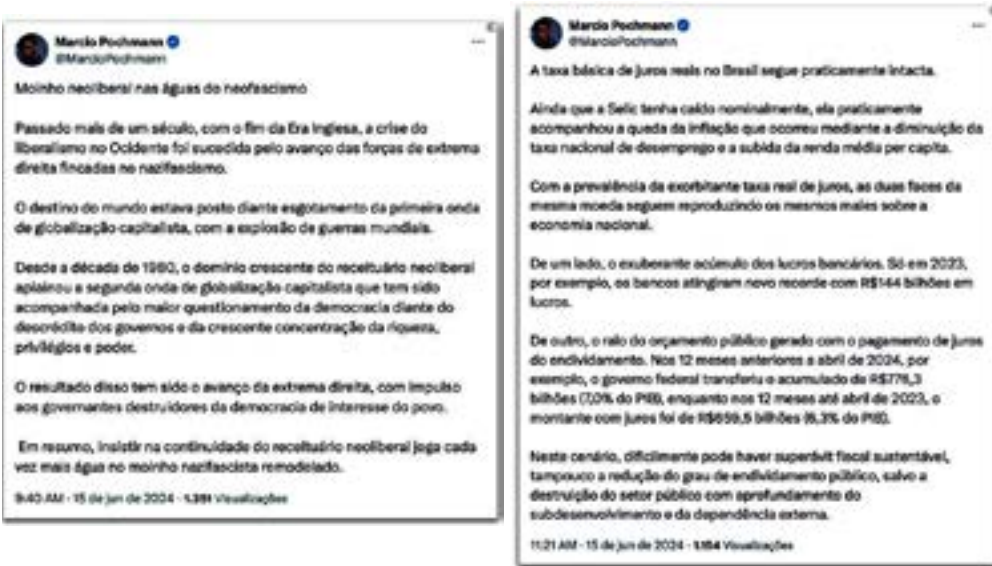 Marcio Pochmann
@MarcioPochmann
Moinho neoliberal nas águas do neofascismo
Passado mais de um século, com o fim da Era Inglesa, a crise do
liberalismo no Ocidente foi sucedida pelo avanço das forças de extrema
direita fincadas no nazifascismo.
O destino do mundo estava posto diante esgotamento da primeira onda
de globalização capitalista, com a explosão de guerras mundiais.
Desde a década de 1980, o domínio crescente do receituário neoliberal
aplainou a segunda onda de globalização capitalista que tem sido
acompanhada pelo maior questionamento da democracia diante do
descrédito dos governos e da crescente concentração da riqueza,
privilégios e poder.
O resultado disso tem sido o avanço da extrema direita, com impulso
aos governantes destruidores da democracia de interesse do povo.
Em resumo, insistir na continuidade do receituário neoliberal joga cada
vez mais água no moinho nazifascista remodelado.
9:40 AM · 15 de jun de 2024 · 1.351 Visualizações
Marcio Pochmann
@MarcioPochmann
A taxa básica de juros reais no Brasil segue praticamente intacta.
Ainda que a Selic tenha caído nominalmente, ela praticamente
acompanhou a queda da inflação que ocorreu mediante a diminuição da
taxa nacional de desemprego e a subida da renda média per capita.
Com a prevalência da exorbitante taxa real de juros, as duas faces da
mesma moeda seguem reproduzindo os mesmos males sobre a
economia nacional.
De um lado, o exuberante acúmulo dos lucros bancários. Só em 2023,
por exemplo, os bancos atingiram novo recorde com R$144 bilhões em
lucros.
De outro, o ralo do orçamento público gerado com o pagamento de juros
do endividamento. Nos 12 meses anteriores a abril de 2024, por
exemplo, o governo federal transferiu o acumulado de R$776,3
bilhões (7,0% do PIB), enquanto nos 12 meses até abril de 2023, o
montante com juros foi de R$659,5 bilhões (6,3% do PIB).
Neste cenário, dificilmente pode haver superávit fiscal sustentável,
tampouco a redução do grau de endividamento público, salvo a
destruição do setor público com aprofundamento do
subdesenvolvimento e da dependência externa.
11:21 AM · 15 de jun de 2024 · 1.154 Visualizações